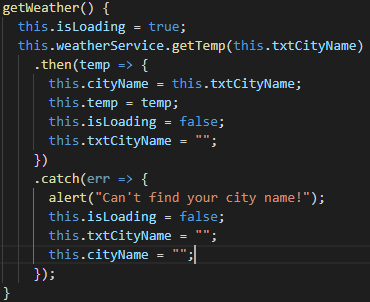 getWeather() {
  this.isLoading = true;
  this.weatherService.getTemp(this.txtCityName)
    .then(temp => {
      this.cityName = this.txtCityName;
      this.temp = temp;
      this.isLoading = false;
      this.txtCityName = "";
    })
    .catch(err => {
      alert("Can't find your city name!");
      this.isLoading = false;
      this.txtCityName = "";
      this.cityName = "";
    });
}